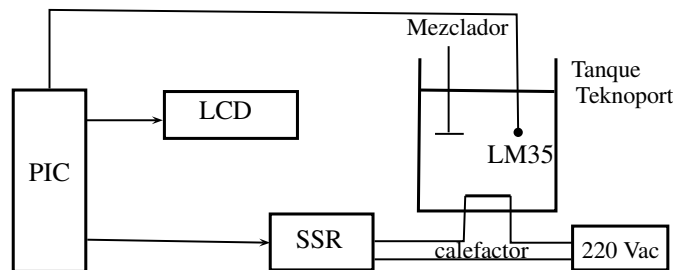 Mezclador
Tanque
Teknoport
LCD
LM35
PIC
SSR
calefactor
220 Vac